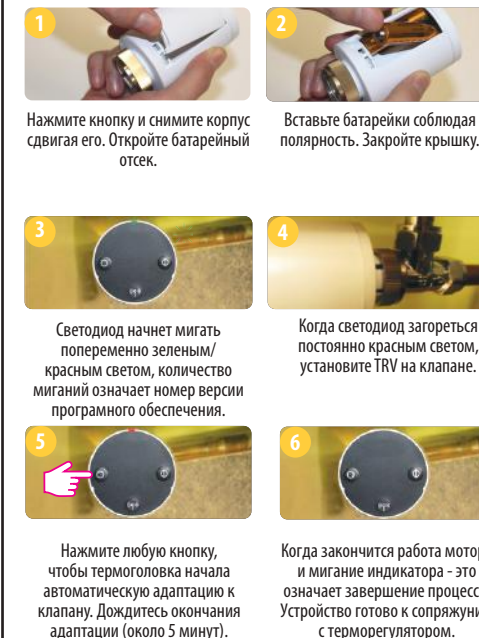 1
Нажмите кнопку и снимите корпус
сдвигая его. Откройте батарейный
отсек.
2
Вставьте батарейки соблюдая
полярность. Закройте крышку.
3
Светодиод начнет мигать
попеременно зеленым/
красным светом, количество
миганий означает номер версии
програмного обеспечения.
4
Когда светодиод загореться
постоянно красным светом,
установите TRV на клапане.
5
Нажмите любую кнопку,
чтобы термоголовка начала
автоматическую адаптацию к
клапану. Дождитесь окончания
адаптации (около 5 минут).
6
Когда закончится работа
и мигание индикатора - это
означает завершение
Устройство готово к
с терморегулятором.